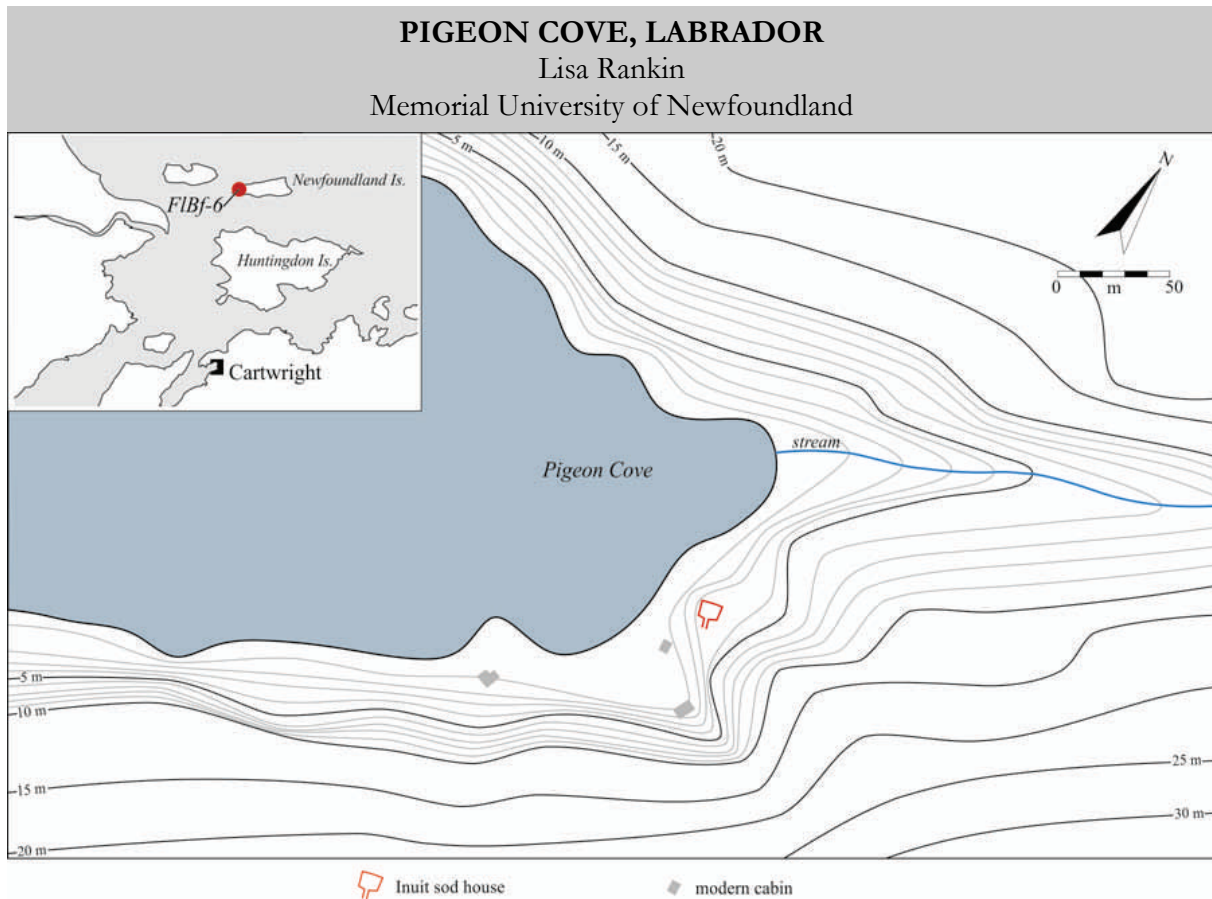 PIGEON COVE, LABRADOR
Lisa Rankin
Memorial University of Newfoundland
5 m
10 m
15 m
20 m
N
Newfoundland Is.
FlBf-6
Huntingdon Is.
0 m 50
Cartwright
stream
Pigeon Cove
5 m
10 m
15 m
20 m
25 m
30 m
Inuit sod house
modern cabin